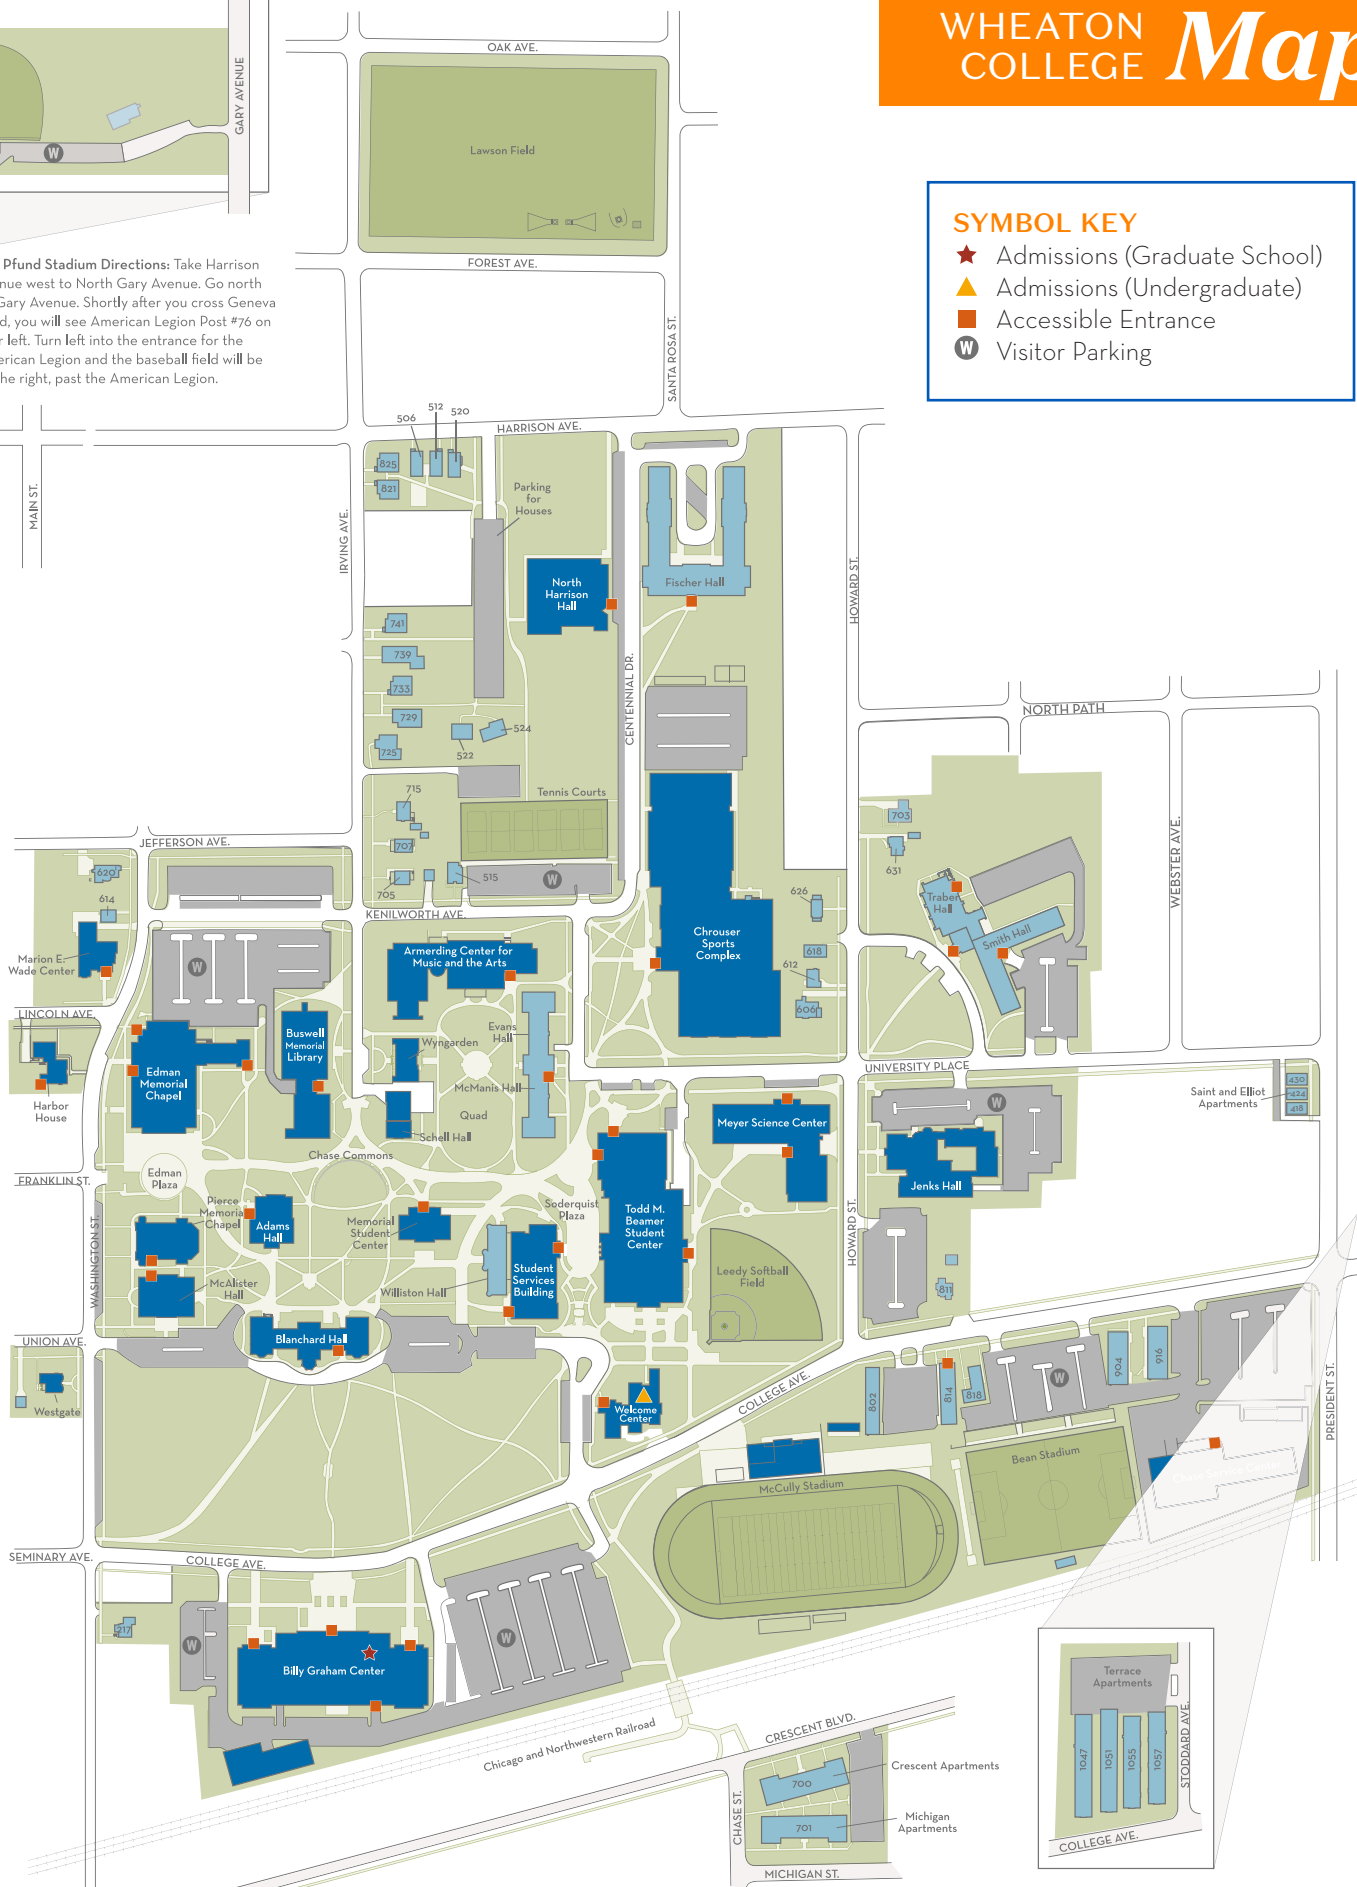 WHEATON
COLLEGE
Map
OAK AVE.
GARY AVENUE
W
Lawson Field
FOREST AVE.
SANTA ROSA ST.
SYMBOL KEY
Admissions (Graduate School)
Admissions (Undergraduate)
Accessible Entrance
W Visitor Parking
Pfund Stadium Directions: Take Harrison
nue west to North Gary Avenue. Go north
Gary Avenue. Shortly after you cross Geneva
d, you will see American Legion Post #76 on
r left. Turn left into the entrance for the
erican Legion and the baseball field will be
he right, past the American Legion.
506
512
520
HARRISON AVE.
825
821
MAIN ST.
IRVING AVE.
Parking
for
Houses
North
Harrison
Hall
Fischer Hall
HOWARD ST.
741
739
733
729
725
522
524
CENTENNIAL DR.
NORTH PATH
715
707
705
515
Tennis Courts
W
JEFFERSON AVE.
KENILWORTH AVE.
620
614
Marion E.
Wade Center
W
703
631
WEBSTER AVE.
Traber
Hall
Smith Hall
626
618
612
606
Chrouser
Sports
Complex
Armerding Center for
Music and the Arts
LINCOLN AVE.
Harbor
House
Edman
Memorial
Chapel
Buswell
Memorial
Library
Wyngarden
Evans
Hall
McManis Hall
Quad
Schell Hall
UNIVERSITY PLACE
W
Saint and Elliot
Apartments
430
424
418
Meyer Science Center
Jenks Hall
Chase Commons
FRANKLIN ST.
Edman
Plaza
Pierce
Memorial
Chapel
Adams
Hall
Memorial
Student
Center
Soderquist
Plaza
Todd M.
Beamer
Student
Center
HOWARD ST.
WASHINGTON ST.
McAlister
Hall
Williston Hall
Student
Services
Building
Leedy Softball
Field
811
UNION AVE.
Blanchard Hall
Westgate
Welcome
Center
COLLEGE AVE.
802
814
818
W
904
916
PRESIDENT ST.
McCully Stadium
Bean Stadium
Chase Service Center
SEMINARY AVE.
COLLEGE AVE.
217
W
Billy Graham Center
W
Chicago and Northwestern Railroad
CRESCENT BLVD.
CHASE ST.
700
Crescent Apartments
701
Michigan
Apartments
MICHIGAN ST.
Terrace
Apartments
1047
1051
1055
1057
STODDARD AVE.
COLLEGE AVE.